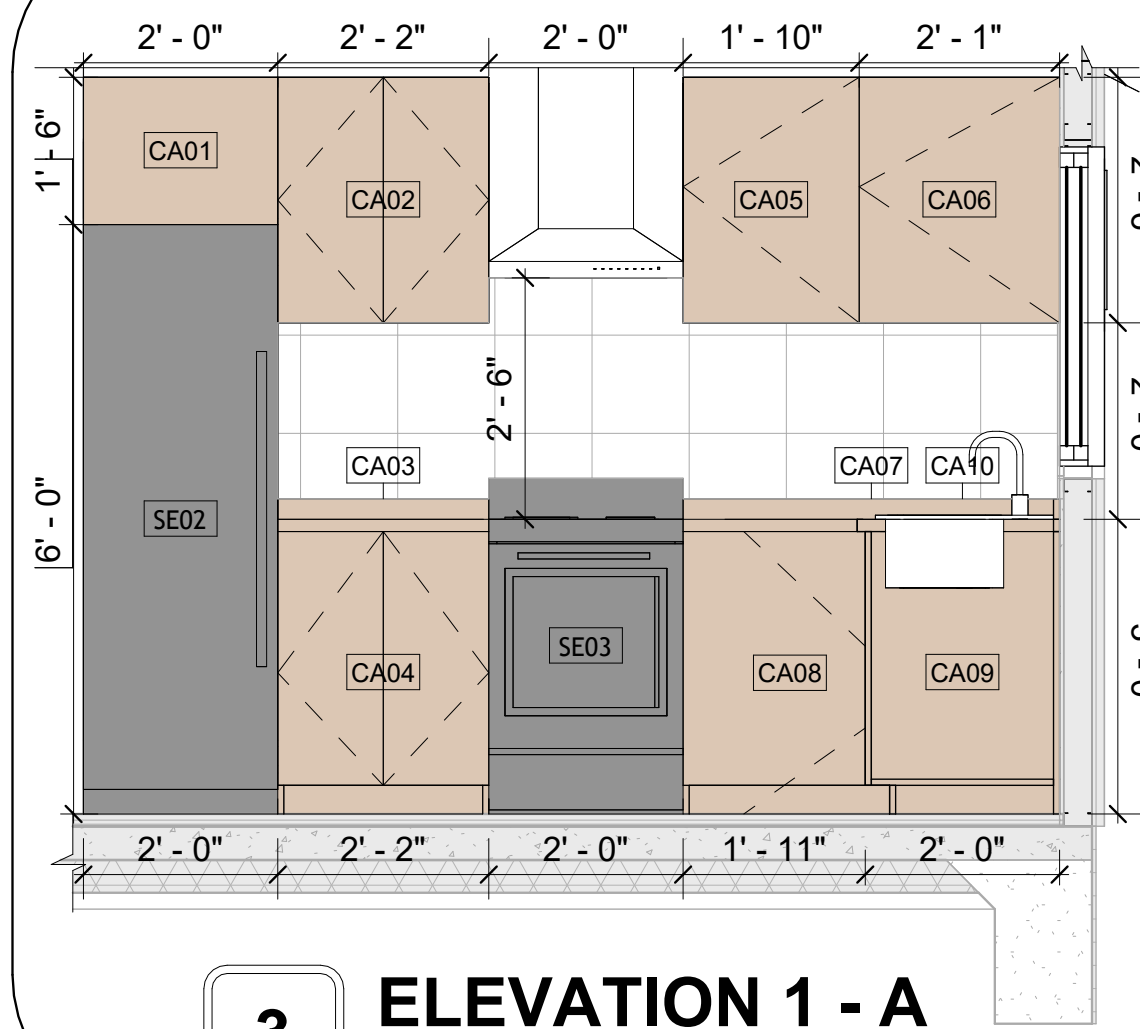 2' - 0" 2' - 2" 2' - 0" 1' - 10" 2' - 1"
1' - 6"
CA01
CA02
CA05
CA06
2' - 6"
CA03
CA07
CA10
6' - 0"
SE02
SE03
CA04
CA08
CA09
2' - 0" 2' - 2" 2' - 0" 1' - 11" 2' - 0"
ELEVATION 1 - A
3